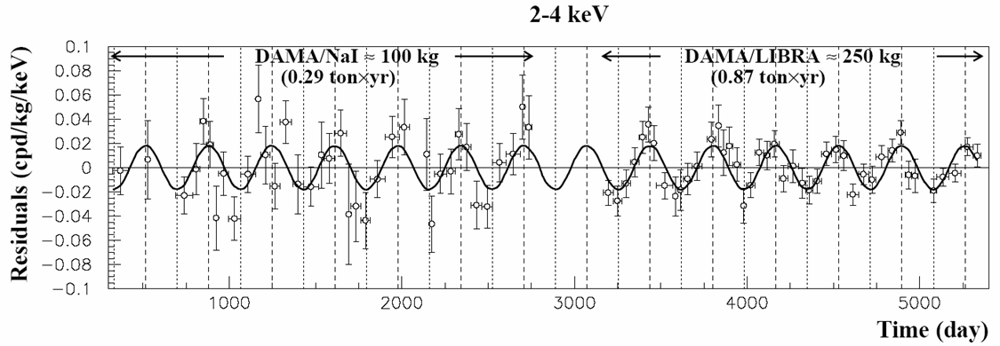 2-4 keV
Residuals (cpd/kg/keV)
0.1
0.08
0.06
0.04
0.02
0
−0.02
−0.04
−0.06
−0.08
−0.1
DAMA/NaI ≈ 100 kg
(0.29 ton×yr)
DAMA/LIBRA ≈ 250 kg
(0.87 ton×yr)
1000 2000 3000 4000 5000
Time (day)